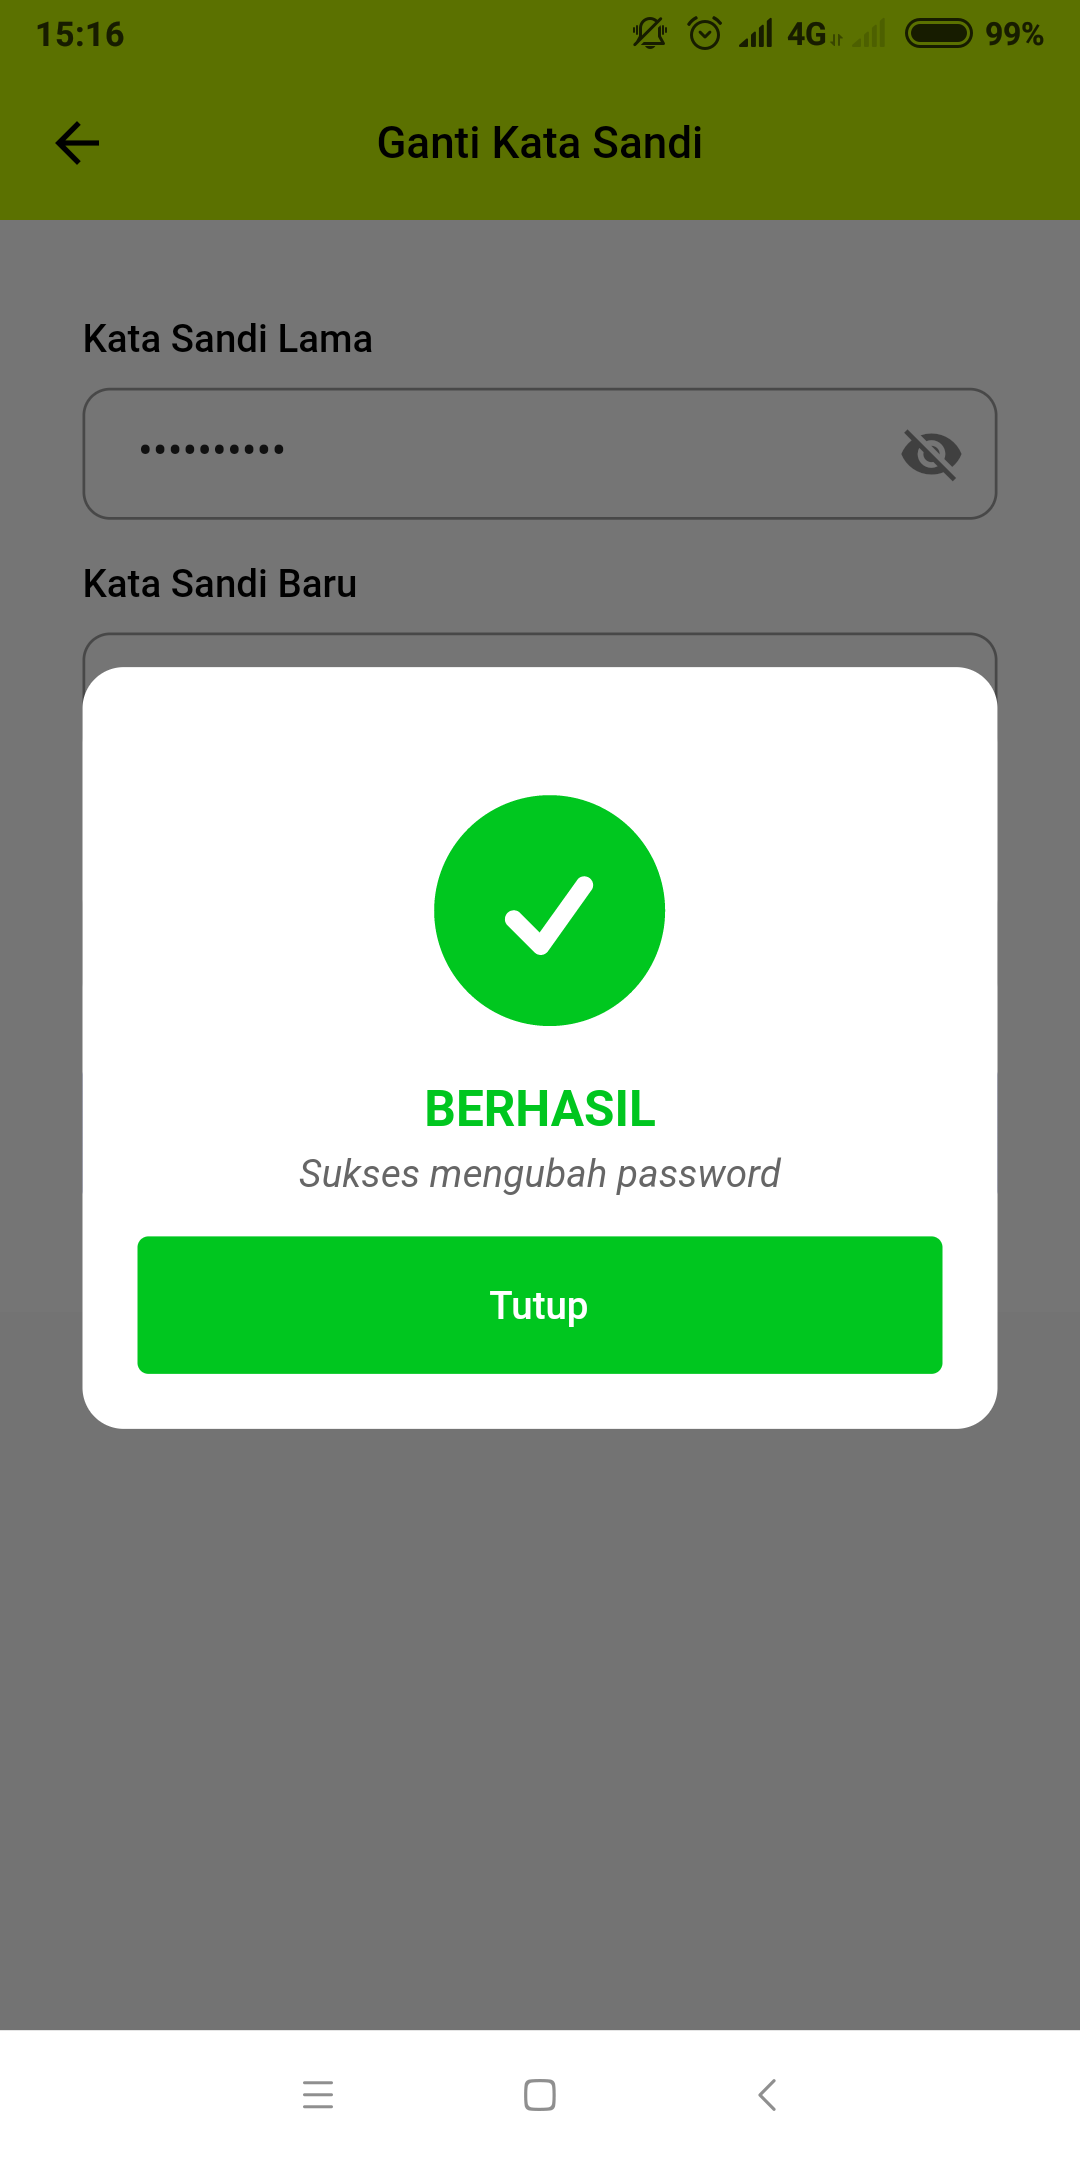 15:16 4G 99%
Ganti Kata Sandi
Kata Sandi Lama
••••••••••
Kata Sandi Baru
BERHASIL
Sukses mengubah password
Tutup